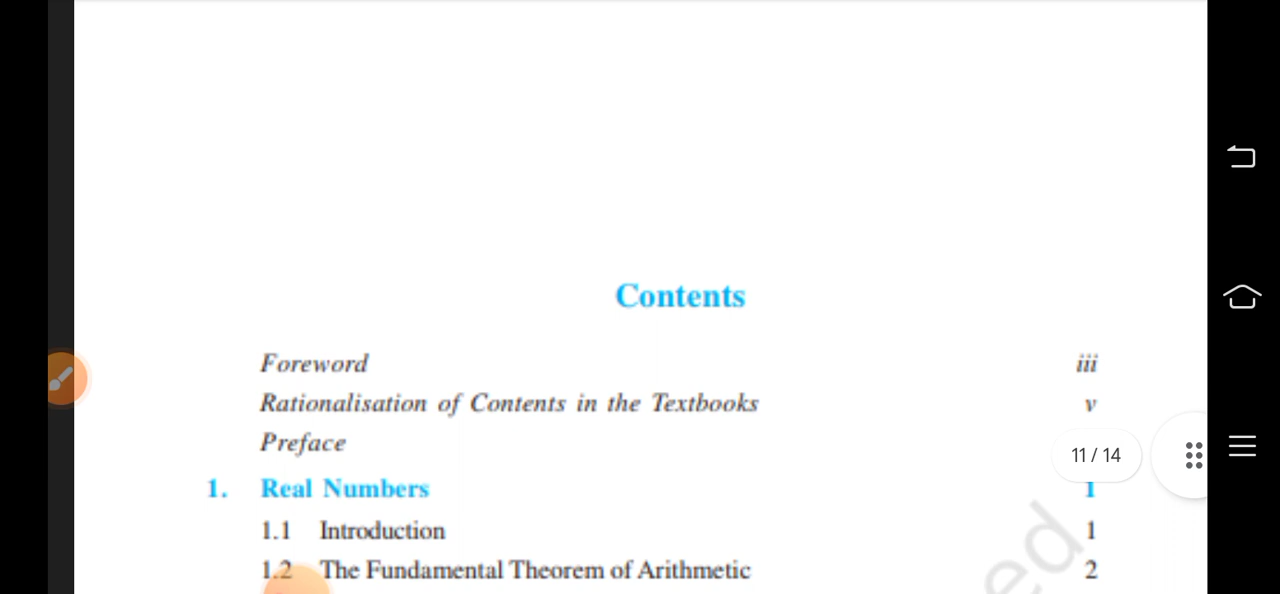 Contents
Foreword iii
Rationalisation of Contents in the Textbooks v
Preface
11 / 14
1. Real Numbers 1
1.1 Introduction 1
1.2 The Fundamental Theorem of Arithmetic 2
ed